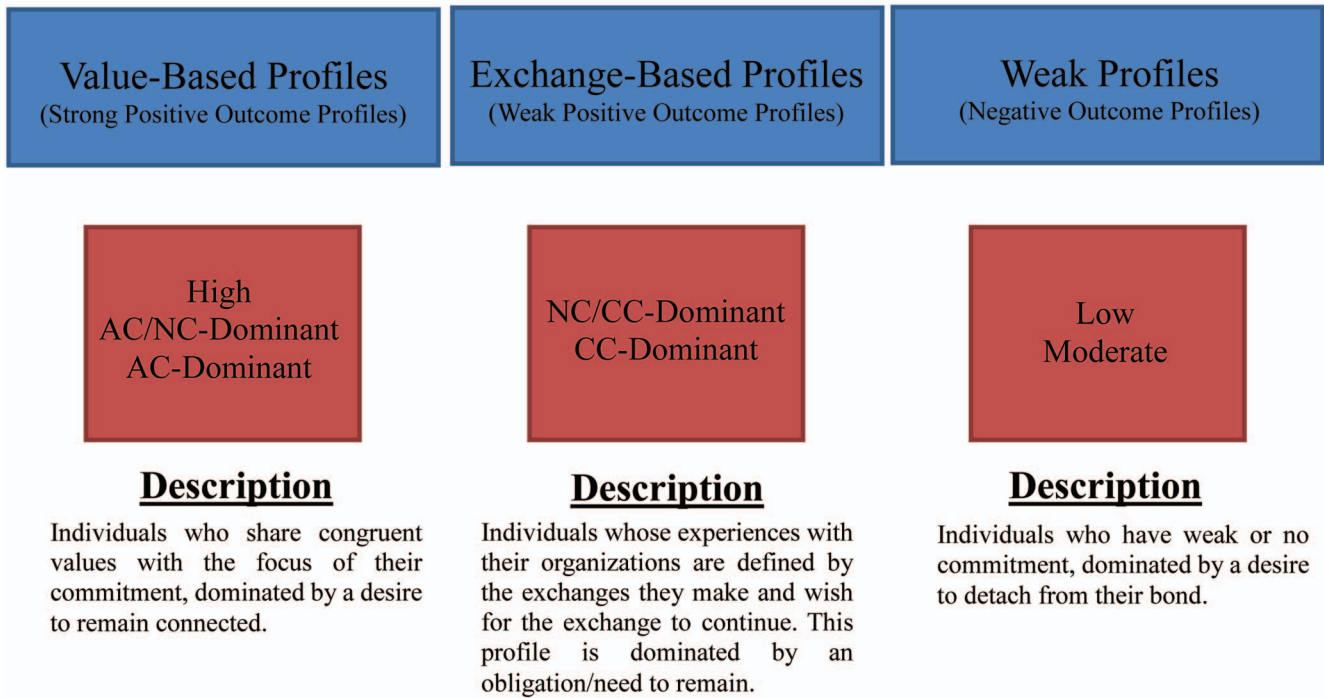 Value-Based Profiles
(Strong Positive Outcome Profiles)
High
AC/NC-Dominant
AC-Dominant
Description
Individuals who share congruent
values with the focus of their
commitment, dominated by a desire
to remain connected.
Exchange-Based Profiles
(Weak Positive Outcome Profiles)
NC/CC-Dominant
CC-Dominant
Description
Individuals whose experiences with
their organizations are defined by
the exchanges they make and wish
for the exchange to continue. This
profile is dominated by an
obligation/need to remain.
Weak Profiles
(Negative Outcome Profiles)
Low
Moderate
Description
Individuals who have weak or no
commitment, dominated by a desire
to detach from their bond.